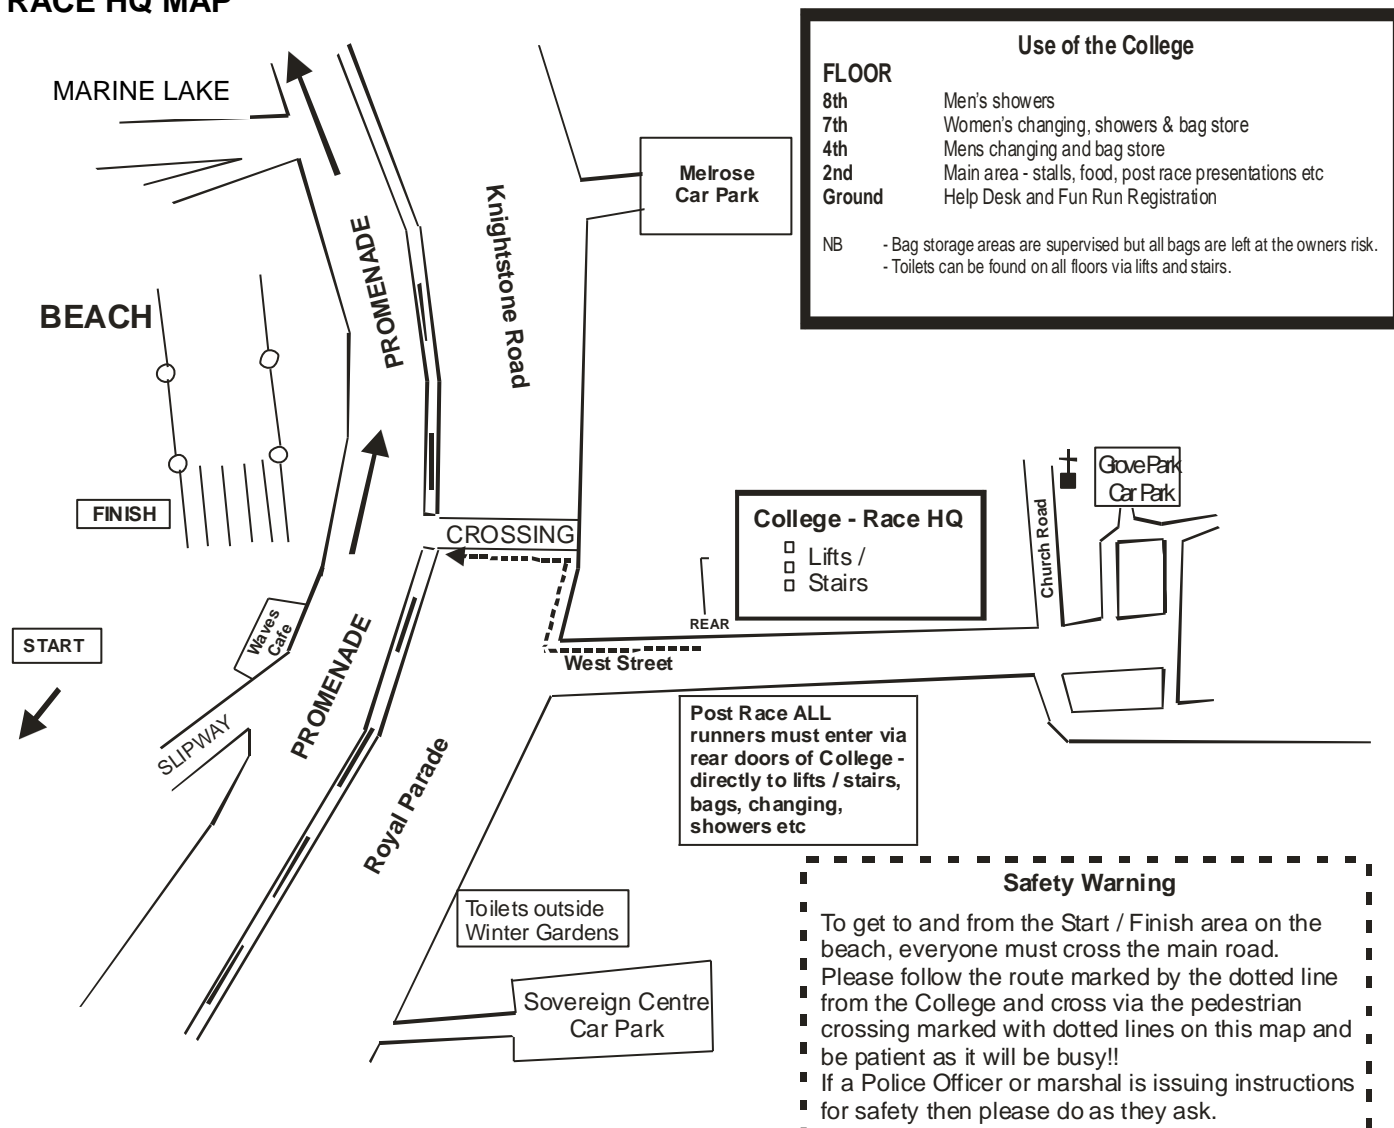 RACE HQ MAP
MARINE LAKE
BEACH
PROMENADE
Knightstone Road
Melrose
Car Park
Use of the College
FLOOR
8th Men's showers
7th Women's changing, showers & bag store
4th Mens changing and bag store
2nd Main area - stalls, food, post race presentations etc
Ground Help Desk and Fun Run Registration
NB - Bag storage areas are supervised but all bags are left at the owners risk.
- Toilets can be found on all floors via lifts and stairs.
FINISH
CROSSING
College - Race HQ
Lifts /
Stairs
Church Road
Grove Park
Car Park
REAR
West Street
START
Waves
Cafe
SLIPWAY
PROMENADE
Royal Parade
Post Race ALL
runners must enter via
rear doors of College -
directly to lifts / stairs,
bags, changing,
showers etc
Toilets outside
Winter Gardens
Sovereign Centre
Car Park
Safety Warning
To get to and from the Start / Finish area on the
beach, everyone must cross the main road.
Please follow the route marked by the dotted line
from the College and cross via the pedestrian
crossing marked with dotted lines on this map and
be patient as it will be busy!!
If a Police Officer or marshal is issuing instructions
for safety then please do as they ask.